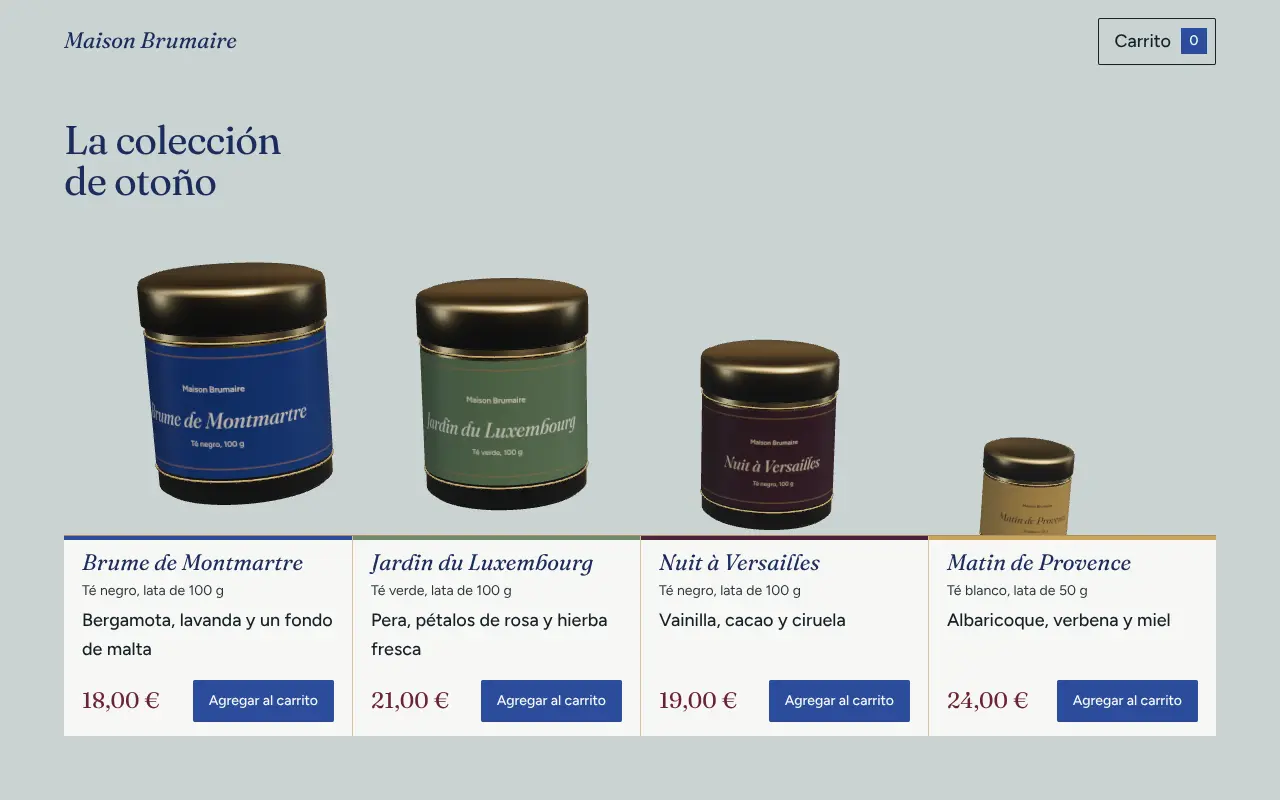 Maison Brumaire
Carrito 0
La colección
de otoño
Maison Brumaire
Brume de Montmartre
Té negro, 100 g
Maison Brumaire
Jardin du Luxembourg
Té verde, 100 g
Maison Brumaire
Nuit à Versailles
Té negro, 100 g
Maison Brumaire
Matin de Provence
Brume de Montmartre
Té negro, lata de 100 g
Bergamota, lavanda y un fondo
de malta
18,00 €
Agregar al carrito
Jardin du Luxembourg
Té verde, lata de 100 g
Pera, pétalos de rosa y hierba
fresca
21,00 €
Agregar al carrito
Nuit à Versailles
Té negro, lata de 100 g
Vainilla, cacao y ciruela
19,00 €
Agregar al carrito
Matin de Provence
Té blanco, lata de 50 g
Albaricoque, verbena y miel
24,00 €
Agregar al carrito